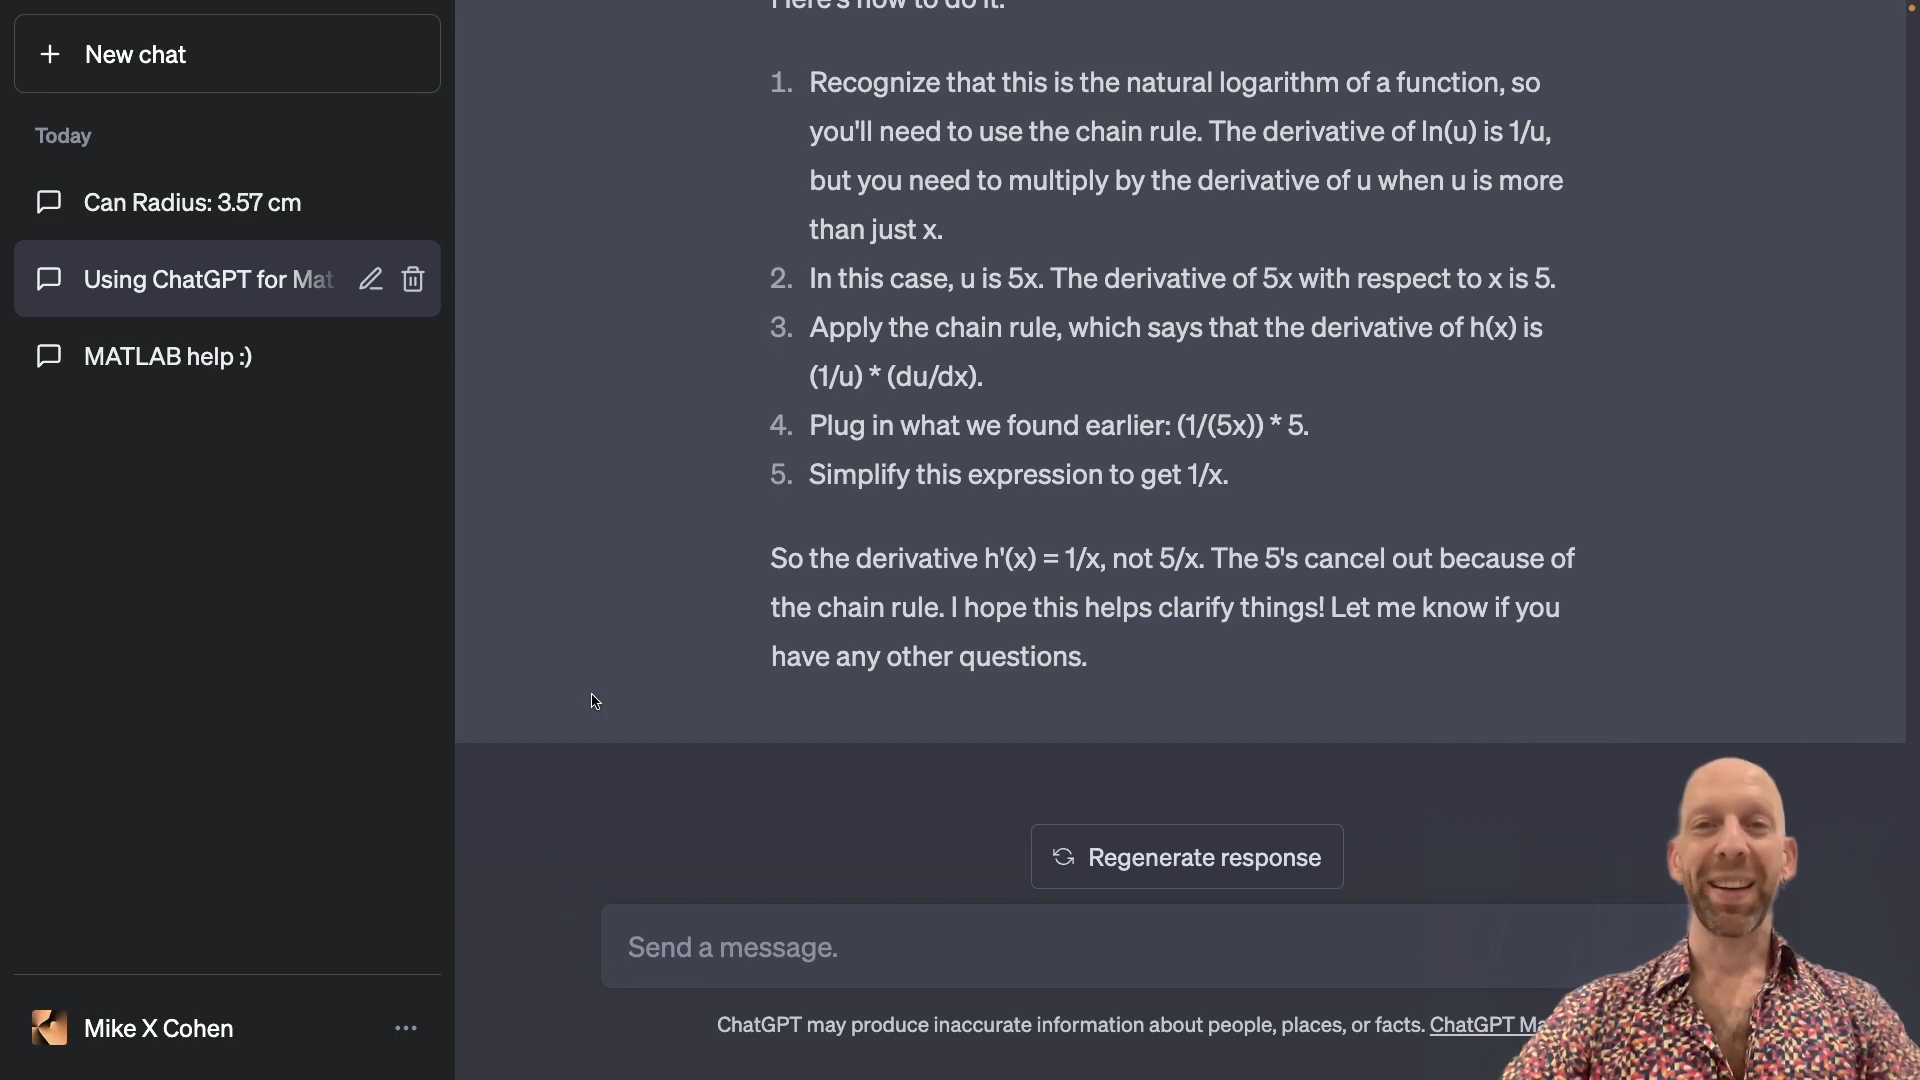 New chat
Today
Can Radius: 3.57 cm
Using ChatGPT for Mat
MATLAB help :)
Mike X Cohen
Here's how to do it:
1. Recognize that this is the natural logarithm of a function, so
you'll need to use the chain rule. The derivative of ln(u) is 1/u,
but you need to multiply by the derivative of u when u is more
than just x.
2. In this case, u is 5x. The derivative of 5x with respect to x is 5.
3. Apply the chain rule, which says that the derivative of h(x) is
(1/u) * (du/dx).
4. Plug in what we found earlier: (1/(5x)) * 5.
5. Simplify this expression to get 1/x.
So the derivative h'(x) = 1/x, not 5/x. The 5's cancel out because of
the chain rule. I hope this helps clarify things! Let me know if you
have any other questions.
Regenerate response
Send a message.
ChatGPT may produce inaccurate information about people, places, or facts. ChatGPT Ma